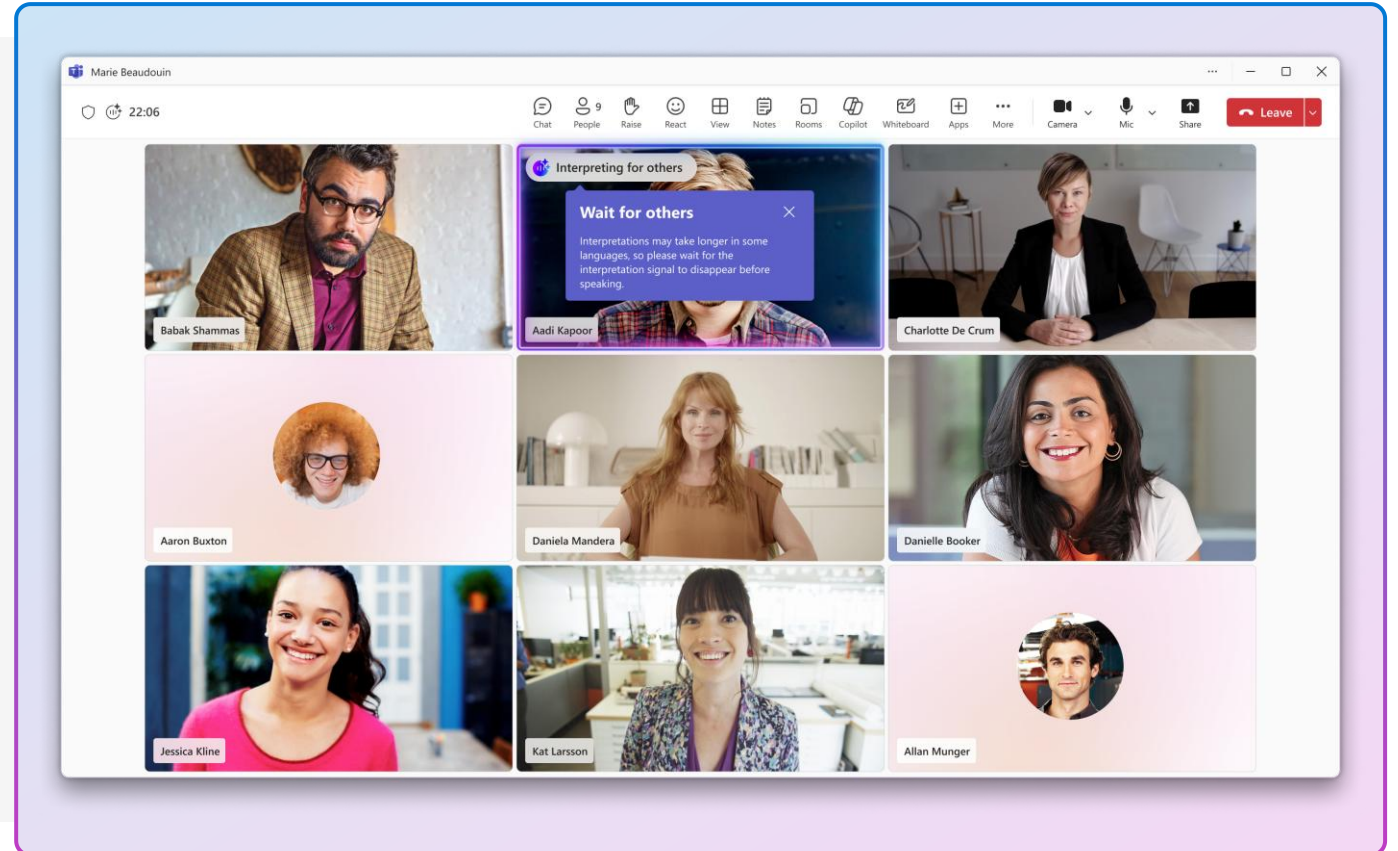 Marie Beaudouin
22:06
9
Chat People Raise React View Notes Rooms Copilot Whiteboard Apps More Camera Mic Share Leave
Interpreting for others
Wait for others
Interpretations may take longer in some
languages, so please wait for the
interpretation signal to disappear before
speaking.
Babak Shammas
Aadi Kapoor
Charlotte De Crum
Aaron Buxton
Daniela Mandera
Danielle Booker
Jessica Kline
Kat Larsson
Allan Munger